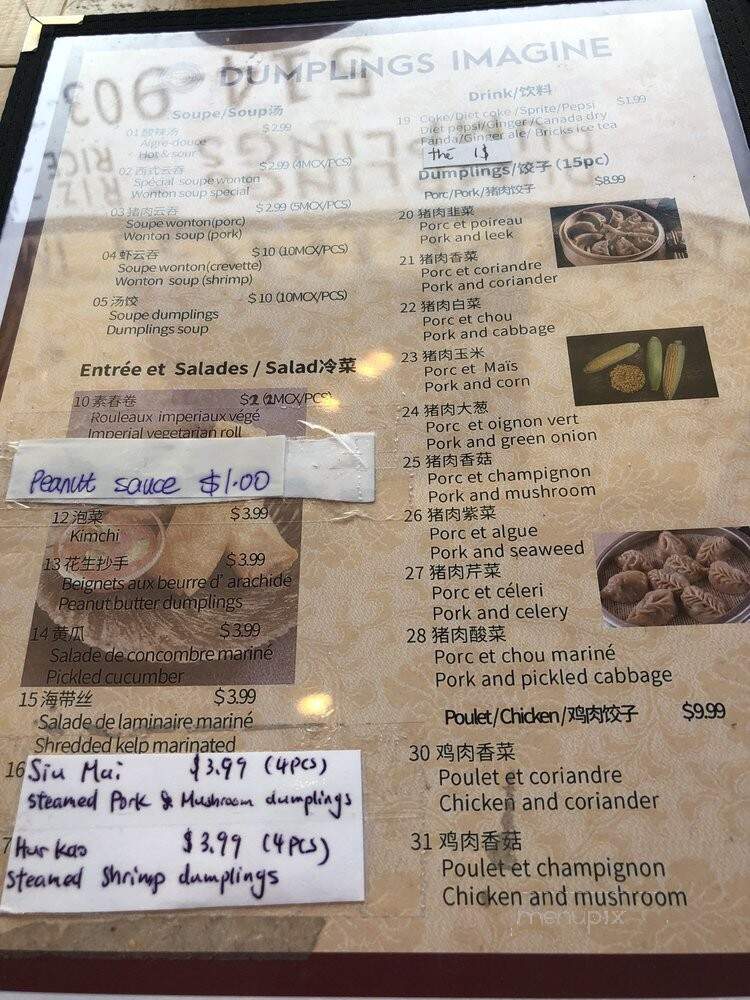 DUMPLINGS IMAGINE
Soupe/Soup汤
01 酸辣汤 $ 2.99
Aigre-douce
Hot & sour
02 西式云吞 $ 2.99 (4MCX/PCS)
Spécial soupe wonton
Wonton soup special
03 猪肉云吞 $ 2.99 (5MCX/PCS)
Soupe wonton(porc)
Wonton soup (pork)
04 虾云吞 $ 10 (10MCX/PCS)
Soupe wonton(crevette)
Wonton soup (shrimp)
05 汤饺 $ 10 (10MCX/PCS)
Soupe dumplings
Dumplings soup
Entrée et Salades / Salad冷菜
10 素春卷
Rouleaux imperiaux végé
Imperial vegetarian roll
Peanut sauce $1.00
12 泡菜 $ 3.99
Kimchi
13 花生抄手 $ 3.99
Beignets aux beurre d' arachide
Peanut butter dumplings
14 黄瓜 $ 3.99
Salade de concombre mariné
Pickled cucumber
15 海带丝 $3.99
Salade de laminaire mariné
Shredded kelp marinated
16 Siu Mai $3.99 (4pcs)
steamed Pork & Mushroom dumplings
7 Hur Kao $3.99 (4PCS)
steamed Shrimp dumplings
Drink/饮料
19 Coke/Diet coke /Sprite/Pepsi $1.99
Diet pepsi/Ginger /Canada dry
Fanda/Ginger ale/ Bricks ice tea
the 1$
Dumplings/饺子 (15pc)
Porc/Pork/猪肉饺子 $8.99
20 猪肉韭菜
Porc et poireau
Pork and leek
21 猪肉香菜
Porc et coriandre
Pork and coriander
22 猪肉白菜
Porc et chou
Pork and cabbage
23 猪肉玉米
Porc et Maïs
Pork and corn
24 猪肉大葱
Porc et oignon vert
Pork and green onion
25 猪肉香菇
Porc et champignon
Pork and mushroom
26 猪肉紫菜
Porc et algue
Pork and seaweed
27 猪肉芹菜
Porc et céleri
Pork and celery
28 猪肉酸菜
Porc et chou mariné
Pork and pickled cabbage
Poulet/Chicken/鸡肉饺子 $9.99
30 鸡肉香菜
Poulet et coriandre
Chicken and coriander
31 鸡肉香菇
Poulet et champignon
Chicken and mushroom
menupix